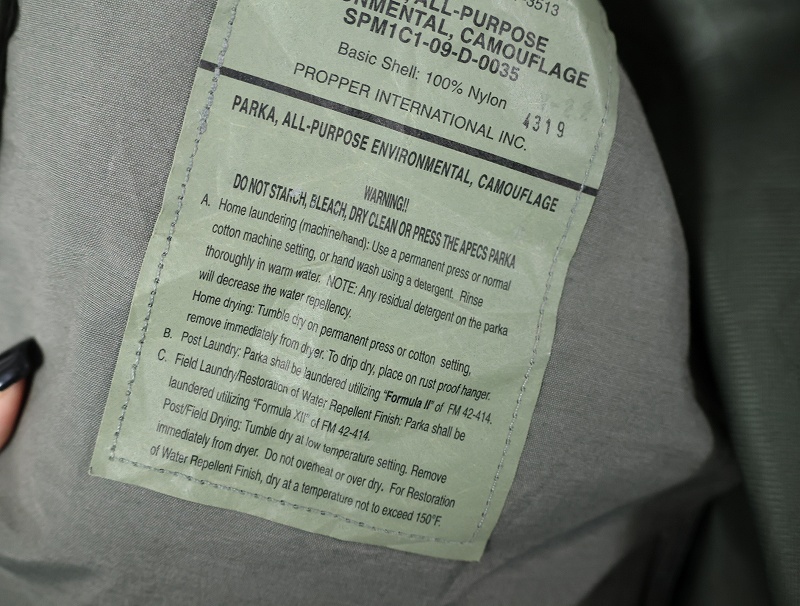 3513
ALL-PURPOSE
ONMENTAL, CAMOUFLAGE
SPM1C1-09-D-0035
Basic Shell: 100% Nylon
PROPPER INTERNATIONAL INC.
4319
PARKA, ALL-PURPOSE ENVIRONMENTAL, CAMOUFLAGE
WARNING!!
DO NOT STARCH, BLEACH, DRY CLEAN OR PRESS THE APECS PARKA
A. Home laundering (machine/hand): Use a permanent press or normal
cotton machine setting, or hand wash using a detergent. Rinse
thoroughly in warm water. NOTE: Any residual detergent on the parka
will decrease the water repellency.
Home drying: Tumble dry on permanent press or cotton setting,
remove immediately from dryer. To drip dry, place on rust proof hanger.
B. Post Laundry: Parka shall be laundered utilizing "Formula II" of FM 42-414.
C. Field Laundry/Restoration of Water Repellent Finish: Parka shall be
laundered utilizing "Formula XII" of FM 42-414.
Post/Field Drying: Tumble dry at low temperature setting. Remove
immediately from dryer. Do not overheat or over dry. For Restoration
of Water Repellent Finish, dry at a temperature not to exceed 150°F.